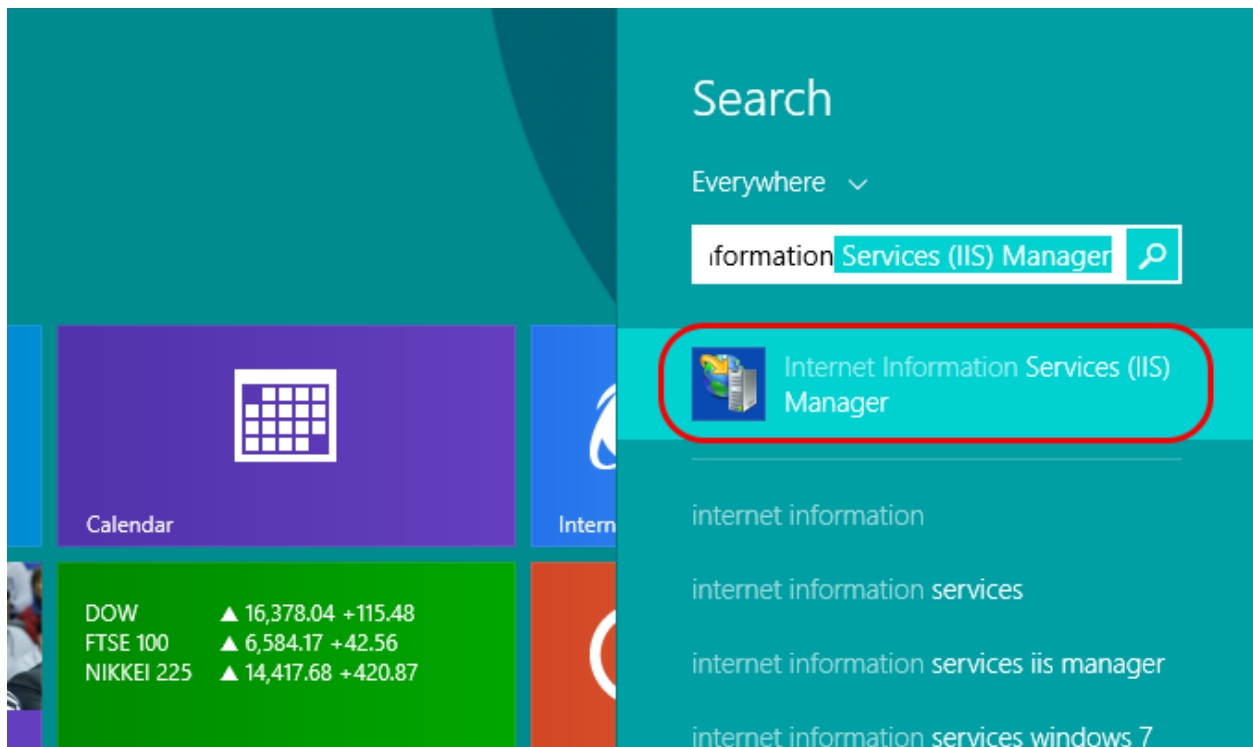 Search
Everywhere
formation Services (IIS) Manager
Internet Information Services (IIS)
Manager
internet information
internet information services
internet information services iis manager
internet information services windows 7
Calendar
Intern
DOW ▲ 16,378.04 +115.48
FTSE 100 ▲ 6,584.17 +42.56
NIKKEI 225 ▲ 14,417.68 +420.87